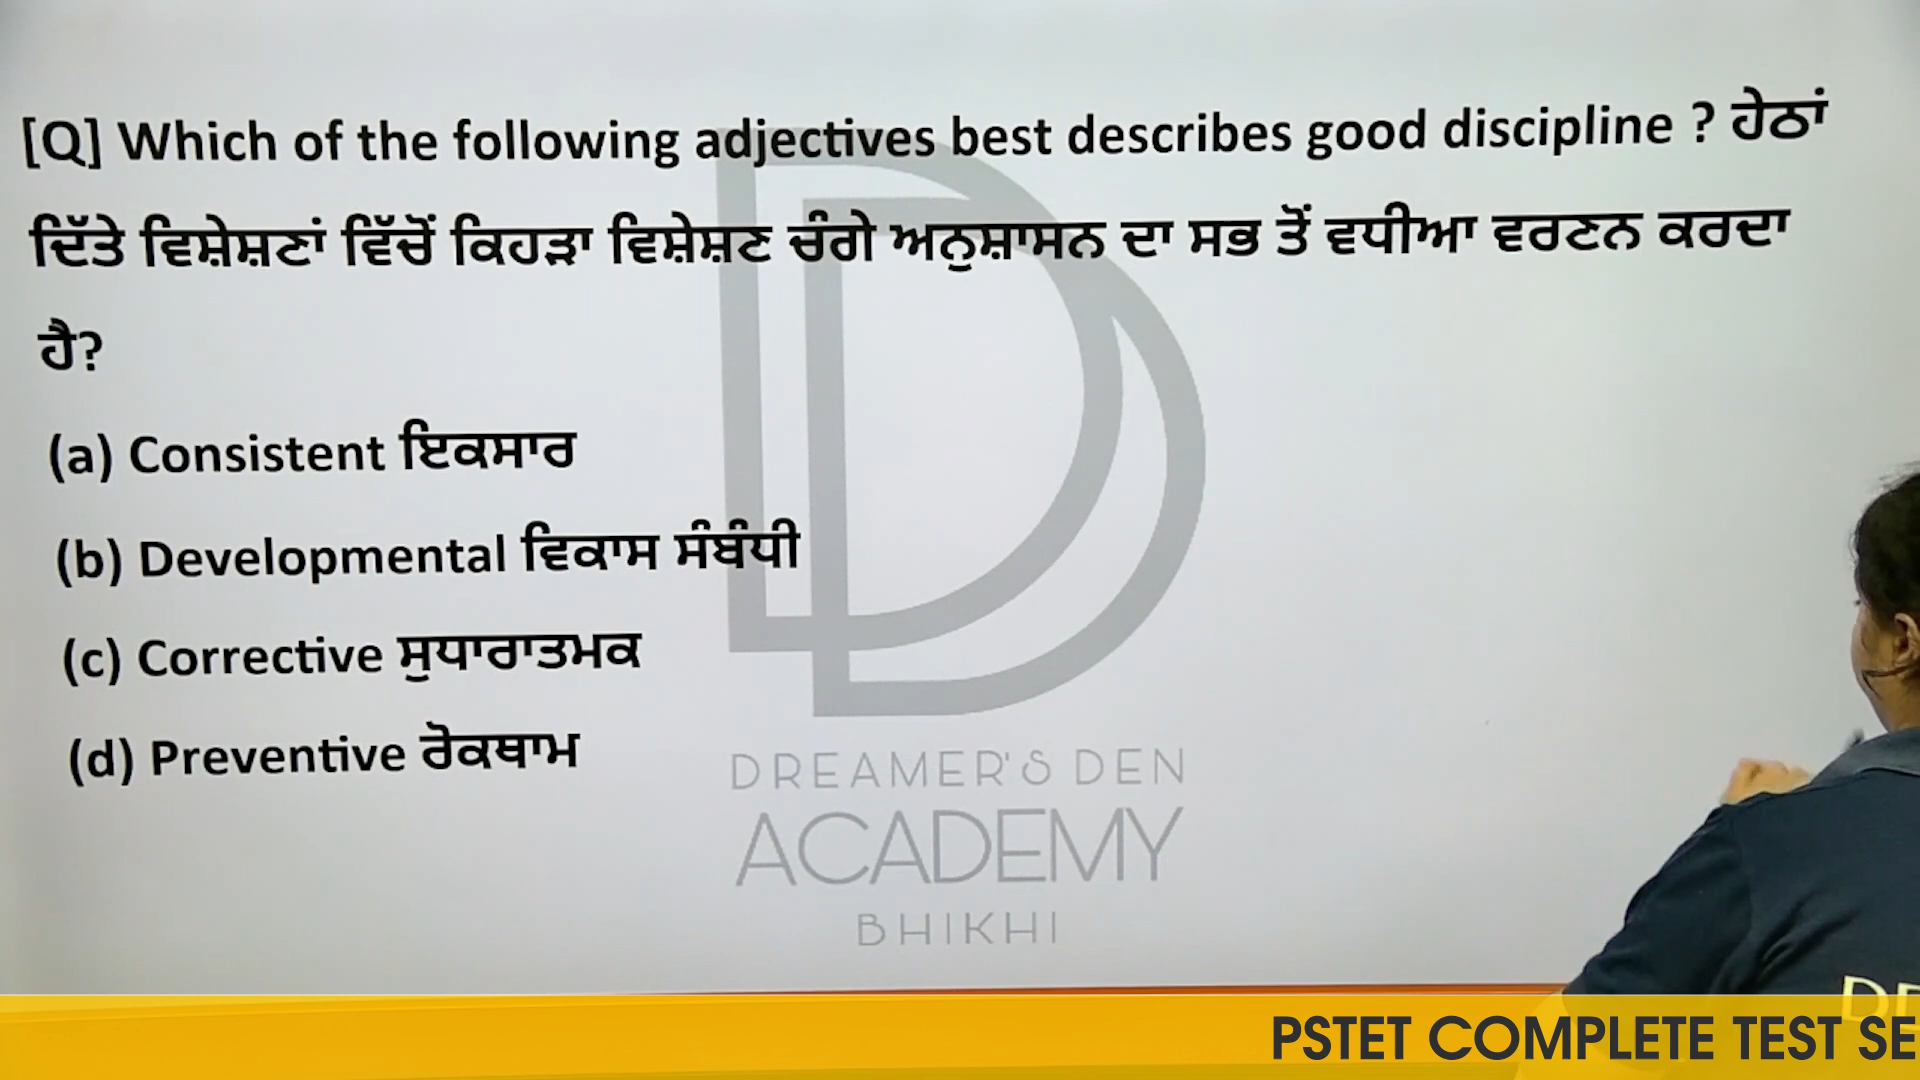 [Q] Which of the following adjectives best describes good discipline ? ਹੇਠਾਂ
ਦਿੱਤੇ ਵਿਸ਼ੇਸ਼ਣਾਂ ਵਿੱਚੋਂ ਕਿਹੜਾ ਵਿਸ਼ੇਸ਼ਣ ਚੰਗੇ ਅਨੁਸ਼ਾਸਨ ਦਾ ਸਭ ਤੋਂ ਵਧੀਆ ਵਰਣਨ ਕਰਦਾ
ਹੈ?
(a) Consistent ਇਕਸਾਰ
(b) Developmental ਵਿਕਾਸ ਸੰਬੰਧੀ
(c) Corrective ਸੁਧਾਰਾਤਮਕ
(d) Preventive ਰੋਕਥਾਮ
DREAMER'S DEN
ACADEMY
BHIKHI
PSTET COMPLETE TEST SE